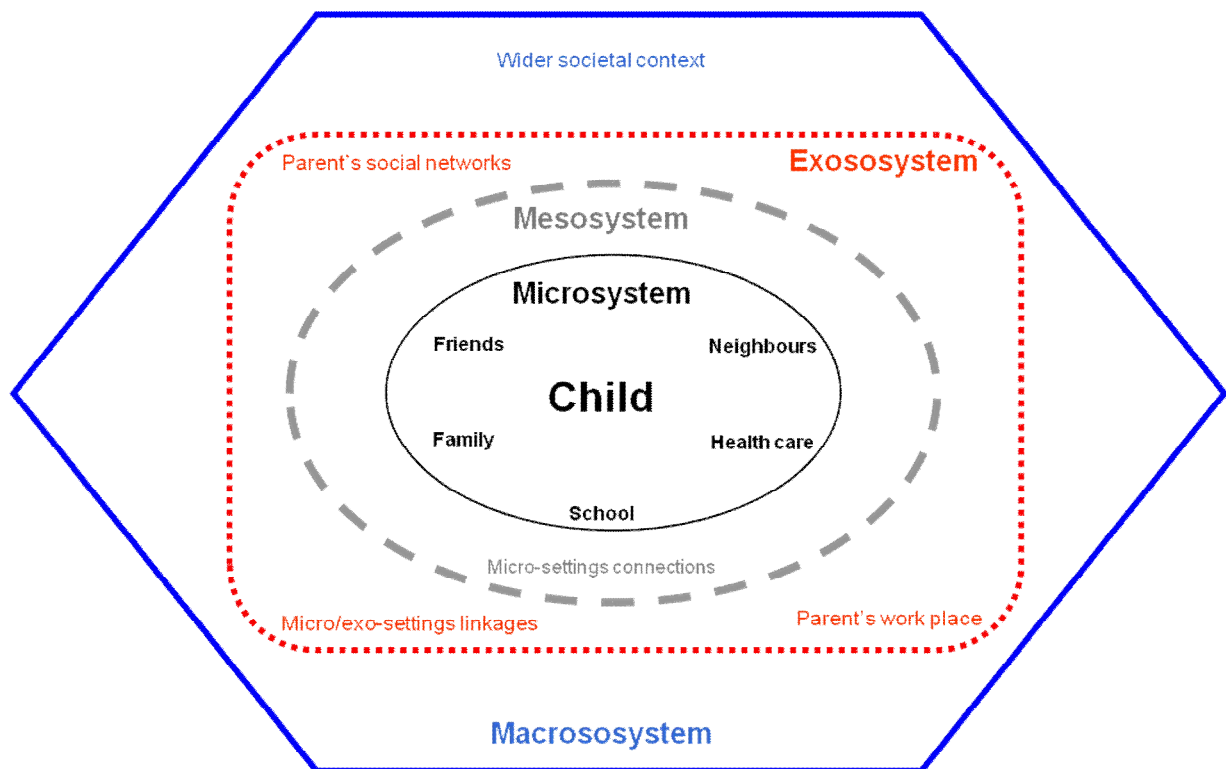 Wider societal context
Parent's social networks
Exososystem
Mesosystem
Microsystem
Friends
Neighbours
Child
Family
Health care
School
Micro-settings connections
Micro/exo-settings linkages
Parent's work place
Macrososystem